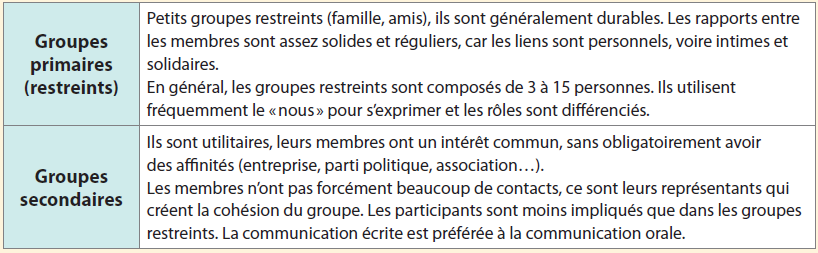 Groupes
primaires
(restreints)
Petits groupes restreints (famille, amis), ils sont généralement durables. Les rapports entre
les membres sont assez solides et réguliers, car les liens sont personnels, voire intimes et
solidaires.
En général, les groupes restreints sont composés de 3 à 15 personnes. Ils utilisent
fréquemment le « nous » pour s’exprimer et les rôles sont différenciés.
Groupes
secondaires
Ils sont utilitaires, leurs membres ont un intérêt commun, sans obligatoirement avoir
des affinités (entreprise, parti politique, association…).
Les membres n’ont pas forcément beaucoup de contacts, ce sont leurs représentants qui
créent la cohésion du groupe. Les participants sont moins impliqués que dans les groupes
restreints. La communication écrite est préférée à la communication orale.